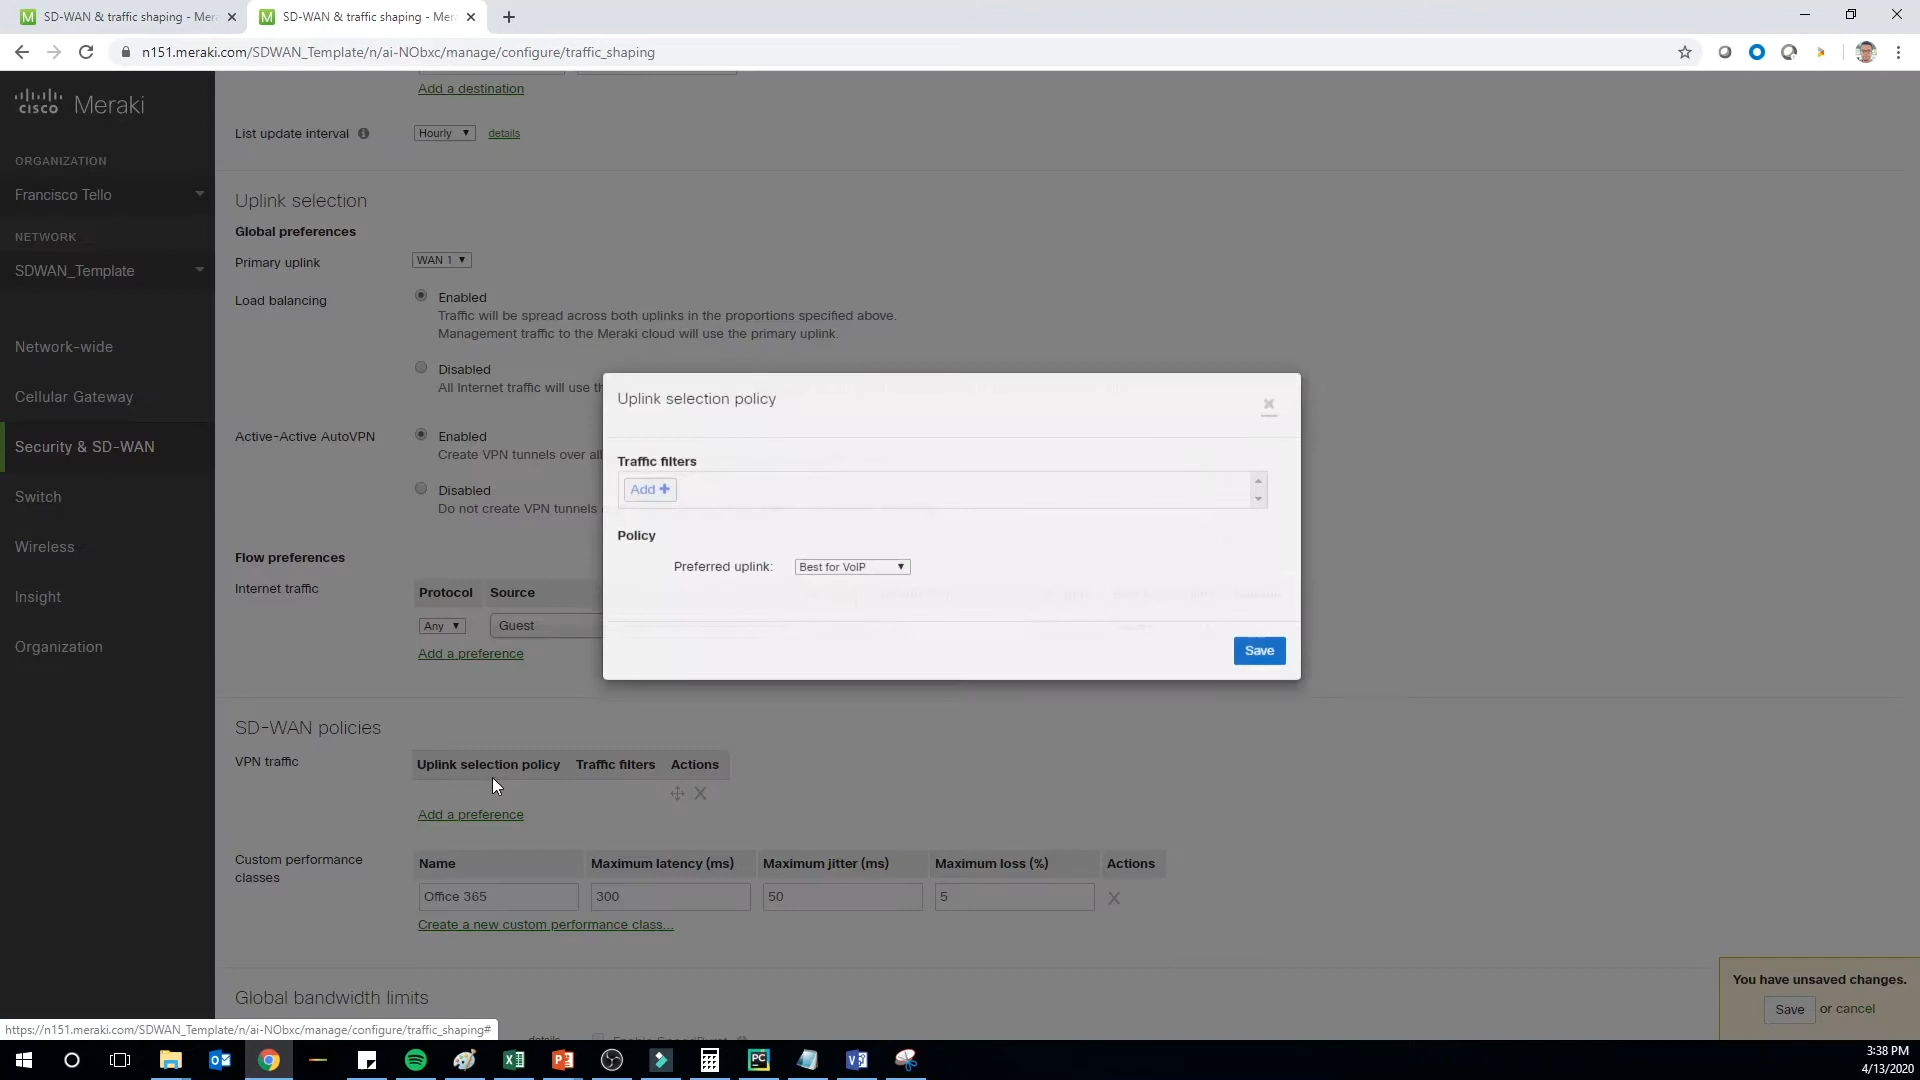 SD-WAN & traffic shaping - Mer
SD-WAN & traffic shaping - Mer
n151.meraki.com/SDWAN_Template/n/ai-NObxc/manage/configure/traffic_shaping
cisco Meraki
ORGANIZATION
Francisco Tello
NETWORK
SDWAN_Template
Network-wide
Cellular Gateway
Security & SD-WAN
Switch
Wireless
Insight
Organization
Add a destination
List update interval
Hourly
details
Uplink selection
Global preferences
Primary uplink
WAN 1
Load balancing
Enabled
Traffic will be spread across both uplinks in the proportions specified above.
Management traffic to the Meraki cloud will use the primary uplink.
Disabled
All Internet traffic will use
Active-Active AutoVPN
Enabled
Create VPN tunnels over
Disabled
Do not create VPN tunnels
Flow preferences
Internet traffic
Protocol Source
Any Guest
Add a preference
Uplink selection policy
Traffic filters
Add +
Policy
Preferred uplink: Best for VoIP
Save
SD-WAN policies
VPN traffic
Uplink selection policy Traffic filters Actions
Add a preference
Custom performance
classes
Name Maximum latency (ms) Maximum jitter (ms) Maximum loss (%) Actions
Office 365 300 50 5
Create a new custom performance class...
Global bandwidth limits
details
You have unsaved changes.
Save or cancel
https://n151.meraki.com/SDWAN_Template/n/ai-NObxc/manage/configure/traffic_shaping#
3:38 PM
4/13/2020